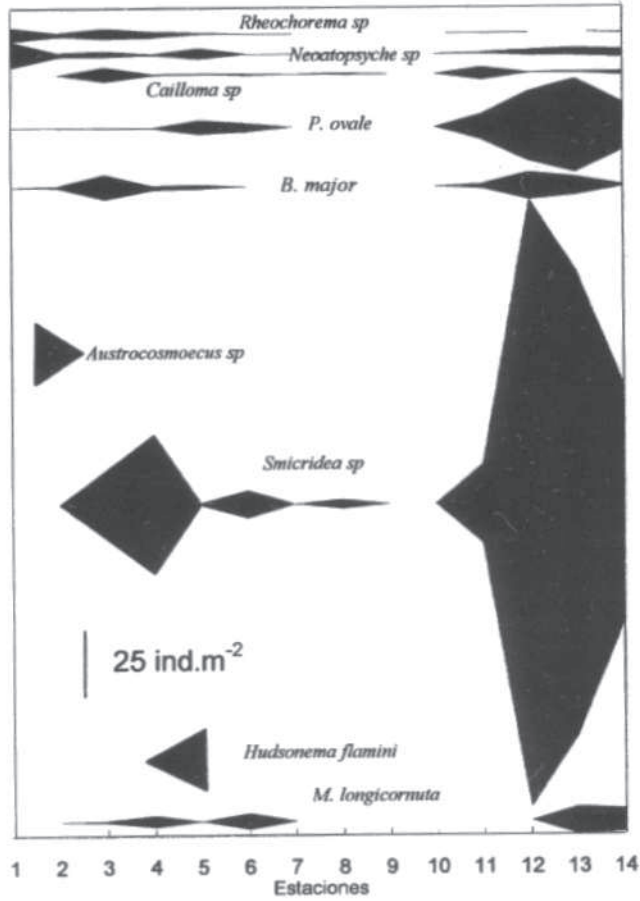 Rheochorema sp
Neoatopsyche sp
Cailloma sp
P. ovale
B. major
Austrocosmoecus sp
Smicridea sp
25 ind.m⁻²
Hudsonema flamini
M. longicornuta
1 2 3 4 5 6 7 8 9 10 11 12 13 14
Estaciones